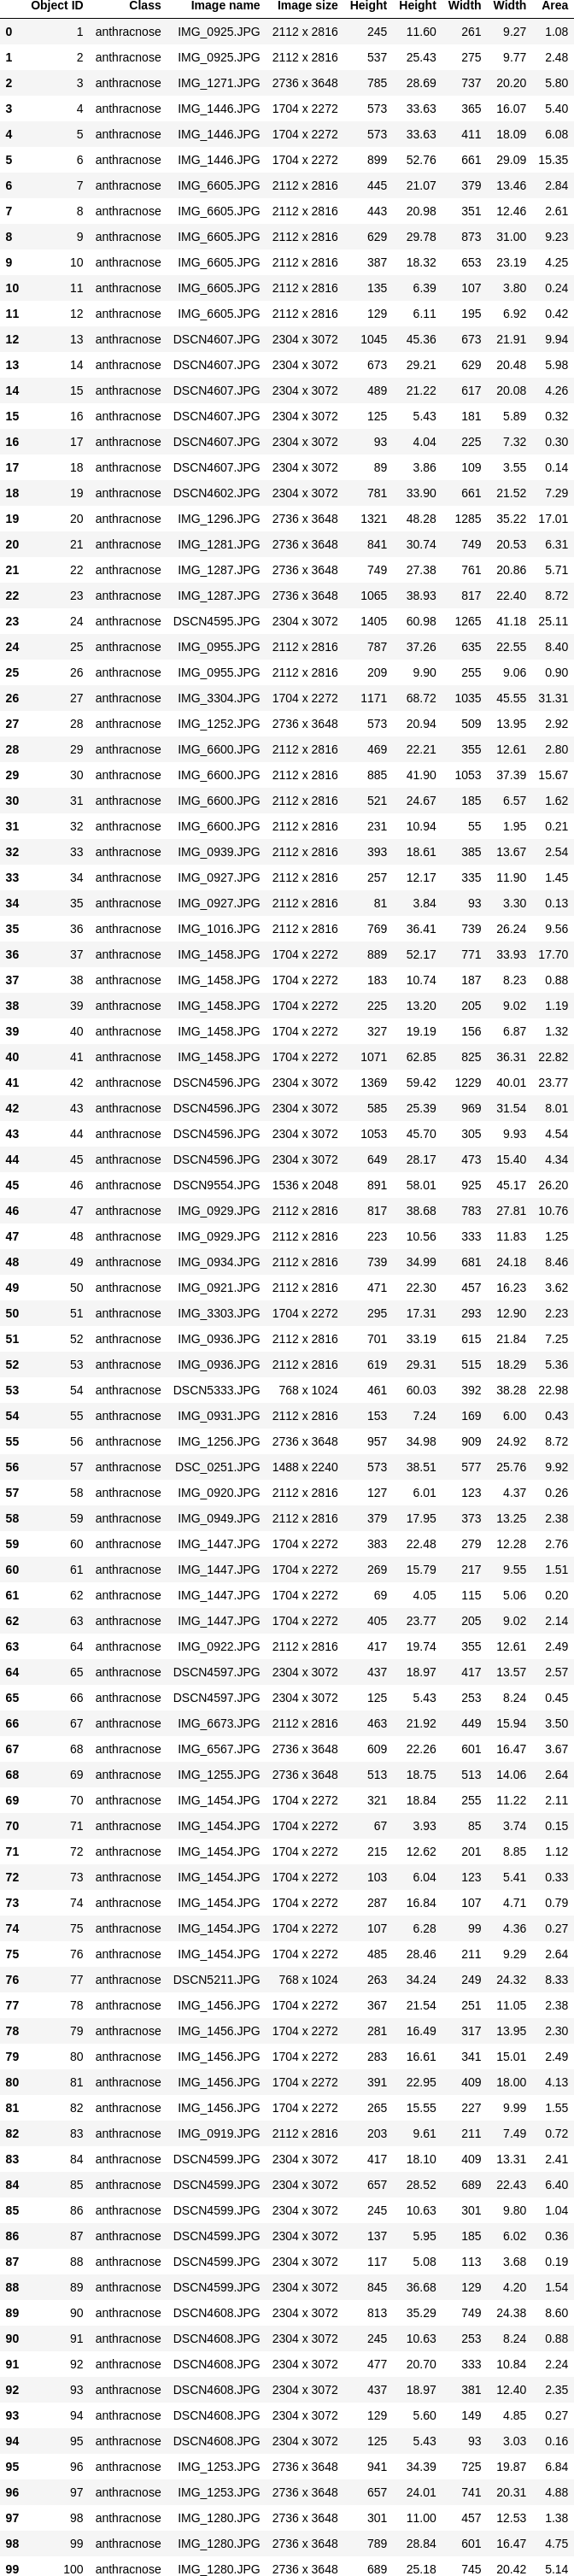 Object ID Class Image name Image size Height Height Width Width Area
0 1 anthracnose IMG_0925.JPG 2112 x 2816 245 11.60 261 9.27 1.08
1 2 anthracnose IMG_0925.JPG 2112 x 2816 537 25.43 275 9.77 2.48
2 3 anthracnose IMG_1271.JPG 2736 x 3648 785 28.69 737 20.20 5.80
3 4 anthracnose IMG_1446.JPG 1704 x 2272 573 33.63 365 16.07 5.40
4 5 anthracnose IMG_1446.JPG 1704 x 2272 573 33.63 411 18.09 6.08
5 6 anthracnose IMG_1446.JPG 1704 x 2272 899 52.76 661 29.09 15.35
6 7 anthracnose IMG_6605.JPG 2112 x 2816 445 21.07 379 13.46 2.84
7 8 anthracnose IMG_6605.JPG 2112 x 2816 443 20.98 351 12.46 2.61
8 9 anthracnose IMG_6605.JPG 2112 x 2816 629 29.78 873 31.00 9.23
9 10 anthracnose IMG_6605.JPG 2112 x 2816 387 18.32 653 23.19 4.25
10 11 anthracnose IMG_6605.JPG 2112 x 2816 135 6.39 107 3.80 0.24
11 12 anthracnose IMG_6605.JPG 2112 x 2816 129 6.11 195 6.92 0.42
12 13 anthracnose DSCN4607.JPG 2304 x 3072 1045 45.36 673 21.91 9.94
13 14 anthracnose DSCN4607.JPG 2304 x 3072 673 29.21 629 20.48 5.98
14 15 anthracnose DSCN4607.JPG 2304 x 3072 489 21.22 617 20.08 4.26
15 16 anthracnose DSCN4607.JPG 2304 x 3072 125 5.43 181 5.89 0.32
16 17 anthracnose DSCN4607.JPG 2304 x 3072 93 4.04 225 7.32 0.30
17 18 anthracnose DSCN4607.JPG 2304 x 3072 89 3.86 109 3.55 0.14
18 19 anthracnose DSCN4602.JPG 2304 x 3072 781 33.90 661 21.52 7.29
19 20 anthracnose IMG_1296.JPG 2736 x 3648 1321 48.28 1285 35.22 17.01
20 21 anthracnose IMG_1281.JPG 2736 x 3648 841 30.74 749 20.53 6.31
21 22 anthracnose IMG_1287.JPG 2736 x 3648 749 27.38 761 20.86 5.71
22 23 anthracnose IMG_1287.JPG 2736 x 3648 1065 38.93 817 22.40 8.72
23 24 anthracnose DSCN4595.JPG 2304 x 3072 1405 60.98 1265 41.18 25.11
24 25 anthracnose IMG_0955.JPG 2112 x 2816 787 37.26 635 22.55 8.40
25 26 anthracnose IMG_0955.JPG 2112 x 2816 209 9.90 255 9.06 0.90
26 27 anthracnose IMG_3304.JPG 1704 x 2272 1171 68.72 1035 45.55 31.31
27 28 anthracnose IMG_1252.JPG 2736 x 3648 573 20.94 509 13.95 2.92
28 29 anthracnose IMG_6600.JPG 2112 x 2816 469 22.21 355 12.61 2.80
29 30 anthracnose IMG_6600.JPG 2112 x 2816 885 41.90 1053 37.39 15.67
30 31 anthracnose IMG_6600.JPG 2112 x 2816 521 24.67 185 6.57 1.62
31 32 anthracnose IMG_6600.JPG 2112 x 2816 231 10.94 55 1.95 0.21
32 33 anthracnose IMG_0939.JPG 2112 x 2816 393 18.61 385 13.67 2.54
33 34 anthracnose IMG_0927.JPG 2112 x 2816 257 12.17 335 11.90 1.45
34 35 anthracnose IMG_0927.JPG 2112 x 2816 81 3.84 93 3.30 0.13
35 36 anthracnose IMG_1016.JPG 2112 x 2816 769 36.41 739 26.24 9.56
36 37 anthracnose IMG_1458.JPG 1704 x 2272 889 52.17 771 33.93 17.70
37 38 anthracnose IMG_1458.JPG 1704 x 2272 183 10.74 187 8.23 0.88
38 39 anthracnose IMG_1458.JPG 1704 x 2272 225 13.20 205 9.02 1.19
39 40 anthracnose IMG_1458.JPG 1704 x 2272 327 19.19 156 6.87 1.32
40 41 anthracnose IMG_1458.JPG 1704 x 2272 1071 62.85 825 36.31 22.82
41 42 anthracnose DSCN4596.JPG 2304 x 3072 1369 59.42 1229 40.01 23.77
42 43 anthracnose DSCN4596.JPG 2304 x 3072 585 25.39 969 31.54 8.01
43 44 anthracnose DSCN4596.JPG 2304 x 3072 1053 45.70 305 9.93 4.54
44 45 anthracnose DSCN4596.JPG 2304 x 3072 649 28.17 473 15.40 4.34
45 46 anthracnose DSCN9554.JPG 1536 x 2048 891 58.01 925 45.17 26.20
46 47 anthracnose IMG_0929.JPG 2112 x 2816 817 38.68 783 27.81 10.76
47 48 anthracnose IMG_0929.JPG 2112 x 2816 223 10.56 333 11.83 1.25
48 49 anthracnose IMG_0934.JPG 2112 x 2816 739 34.99 681 24.18 8.46
49 50 anthracnose IMG_0921.JPG 2112 x 2816 471 22.30 457 16.23 3.62
50 51 anthracnose IMG_3303.JPG 1704 x 2272 295 17.31 293 12.90 2.23
51 52 anthracnose IMG_0936.JPG 2112 x 2816 701 33.19 615 21.84 7.25
52 53 anthracnose IMG_0936.JPG 2112 x 2816 619 29.31 515 18.29 5.36
53 54 anthracnose DSCN5333.JPG 768 x 1024 461 60.03 392 38.28 22.98
54 55 anthracnose IMG_0931.JPG 2112 x 2816 153 7.24 169 6.00 0.43
55 56 anthracnose IMG_1256.JPG 2736 x 3648 957 34.98 909 24.92 8.72
56 57 anthracnose DSC_0251.JPG 1488 x 2240 573 38.51 577 25.76 9.92
57 58 anthracnose IMG_0920.JPG 2112 x 2816 127 6.01 123 4.37 0.26
58 59 anthracnose IMG_0949.JPG 2112 x 2816 379 17.95 373 13.25 2.38
59 60 anthracnose IMG_1447.JPG 1704 x 2272 383 22.48 279 12.28 2.76
60 61 anthracnose IMG_1447.JPG 1704 x 2272 269 15.79 217 9.55 1.51
61 62 anthracnose IMG_1447.JPG 1704 x 2272 69 4.05 115 5.06 0.20
62 63 anthracnose IMG_1447.JPG 1704 x 2272 405 23.77 205 9.02 2.14
63 64 anthracnose IMG_0922.JPG 2112 x 2816 417 19.74 355 12.61 2.49
64 65 anthracnose DSCN4597.JPG 2304 x 3072 437 18.97 417 13.57 2.57
65 66 anthracnose DSCN4597.JPG 2304 x 3072 125 5.43 253 8.24 0.45
66 67 anthracnose IMG_6673.JPG 2112 x 2816 463 21.92 449 15.94 3.50
67 68 anthracnose IMG_6567.JPG 2736 x 3648 609 22.26 601 16.47 3.67
68 69 anthracnose IMG_1255.JPG 2736 x 3648 513 18.75 513 14.06 2.64
69 70 anthracnose IMG_1454.JPG 1704 x 2272 321 18.84 255 11.22 2.11
70 71 anthracnose IMG_1454.JPG 1704 x 2272 67 3.93 85 3.74 0.15
71 72 anthracnose IMG_1454.JPG 1704 x 2272 215 12.62 201 8.85 1.12
72 73 anthracnose IMG_1454.JPG 1704 x 2272 103 6.04 123 5.41 0.33
73 74 anthracnose IMG_1454.JPG 1704 x 2272 287 16.84 107 4.71 0.79
74 75 anthracnose IMG_1454.JPG 1704 x 2272 107 6.28 99 4.36 0.27
75 76 anthracnose IMG_1454.JPG 1704 x 2272 485 28.46 211 9.29 2.64
76 77 anthracnose DSCN5211.JPG 768 x 1024 263 34.24 249 24.32 8.33
77 78 anthracnose IMG_1456.JPG 1704 x 2272 367 21.54 251 11.05 2.38
78 79 anthracnose IMG_1456.JPG 1704 x 2272 281 16.49 317 13.95 2.30
79 80 anthracnose IMG_1456.JPG 1704 x 2272 283 16.61 341 15.01 2.49
80 81 anthracnose IMG_1456.JPG 1704 x 2272 391 22.95 409 18.00 4.13
81 82 anthracnose IMG_1456.JPG 1704 x 2272 265 15.55 227 9.99 1.55
82 83 anthracnose IMG_0919.JPG 2112 x 2816 203 9.61 211 7.49 0.72
83 84 anthracnose DSCN4599.JPG 2304 x 3072 417 18.10 409 13.31 2.41
84 85 anthracnose DSCN4599.JPG 2304 x 3072 657 28.52 689 22.43 6.40
85 86 anthracnose DSCN4599.JPG 2304 x 3072 245 10.63 301 9.80 1.04
86 87 anthracnose DSCN4599.JPG 2304 x 3072 137 5.95 185 6.02 0.36
87 88 anthracnose DSCN4599.JPG 2304 x 3072 117 5.08 113 3.68 0.19
88 89 anthracnose DSCN4599.JPG 2304 x 3072 845 36.68 129 4.20 1.54
89 90 anthracnose DSCN4608.JPG 2304 x 3072 813 35.29 749 24.38 8.60
90 91 anthracnose DSCN4608.JPG 2304 x 3072 245 10.63 253 8.24 0.88
91 92 anthracnose DSCN4608.JPG 2304 x 3072 477 20.70 333 10.84 2.24
92 93 anthracnose DSCN4608.JPG 2304 x 3072 437 18.97 381 12.40 2.35
93 94 anthracnose DSCN4608.JPG 2304 x 3072 129 5.60 149 4.85 0.27
94 95 anthracnose DSCN4608.JPG 2304 x 3072 125 5.43 93 3.03 0.16
95 96 anthracnose IMG_1253.JPG 2736 x 3648 941 34.39 725 19.87 6.84
96 97 anthracnose IMG_1253.JPG 2736 x 3648 657 24.01 741 20.31 4.88
97 98 anthracnose IMG_1280.JPG 2736 x 3648 301 11.00 457 12.53 1.38
98 99 anthracnose IMG_1280.JPG 2736 x 3648 789 28.84 601 16.47 4.75
99 100 anthracnose IMG_1280.JPG 2736 x 3648 689 25.18 745 20.42 5.14